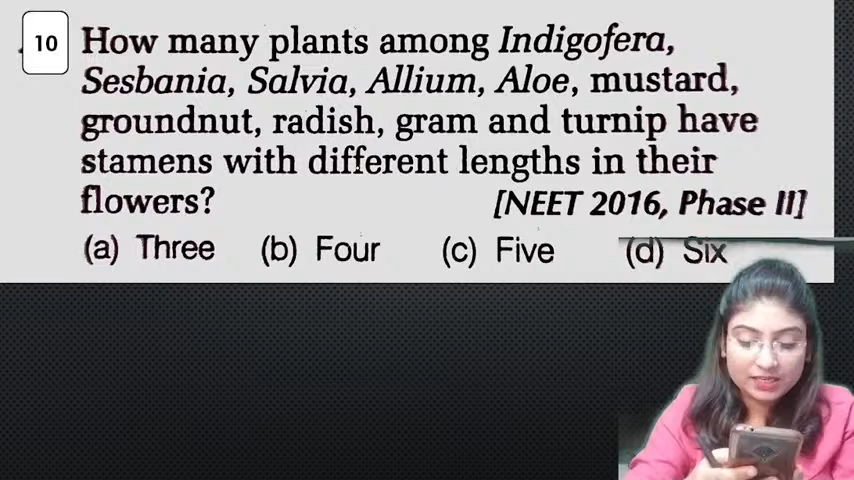 10 How many plants among Indigofera,
Sesbania, Salvia, Allium, Aloe, mustard,
groundnut, radish, gram and turnip have
stamens with different lengths in their
flowers? [NEET 2016, Phase II]
(a) Three (b) Four (c) Five (d) Six